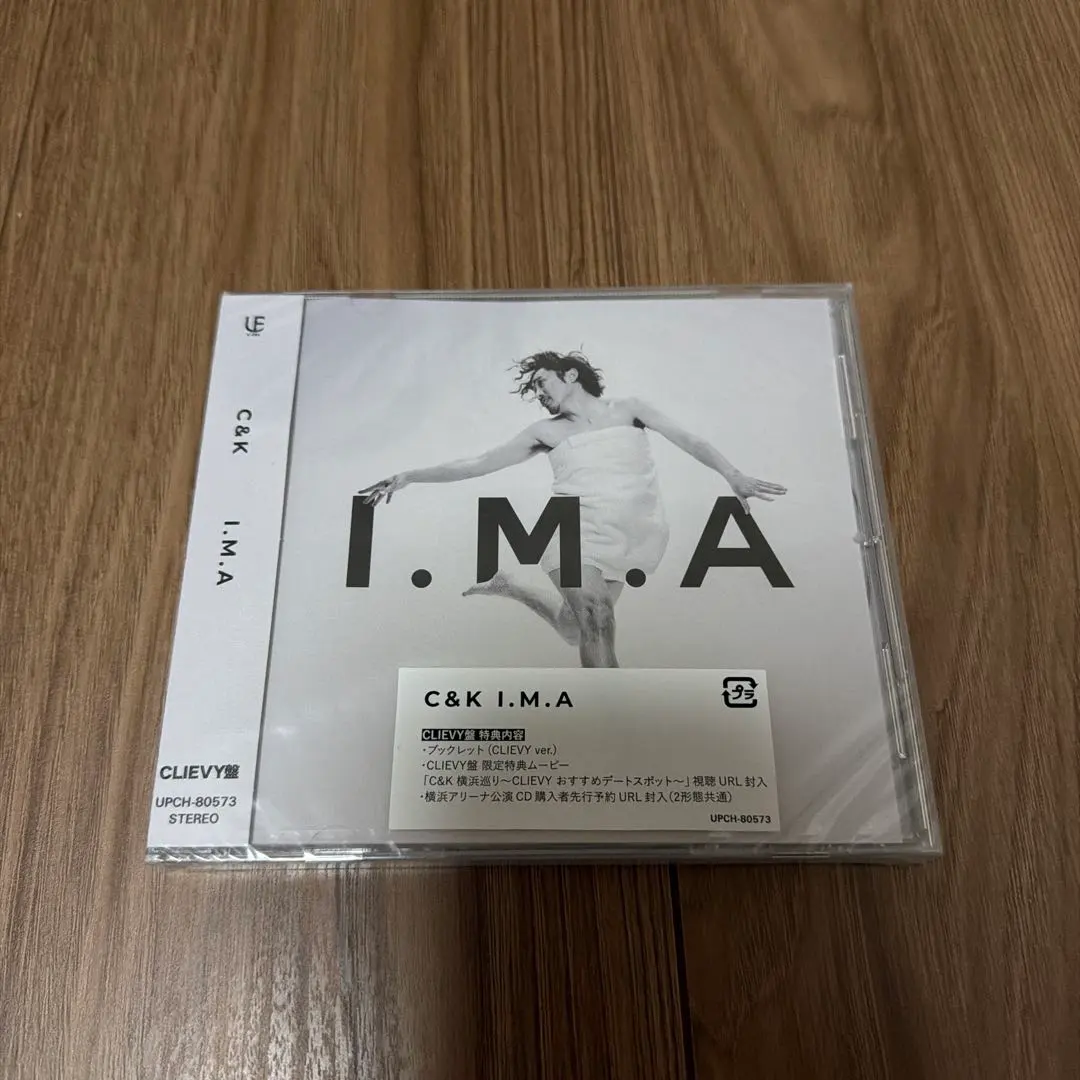 UE
C&K
I.M.A
CLIEVY盤
UPCH-80573
STEREO
I.M.A
C&K I.M.A
プラ
CLIEVY盤 特典内容
・ブックレット (CLIEVY ver.)
・CLIEVY盤 限定特典ムービー
「C&K 横浜巡り〜CLIEVY おすすめデートスポット〜」視聴 URL 封入
・横浜アリーナ公演 CD 購入者先行予約 URL 封入(2形態共通)
UPCH-80573